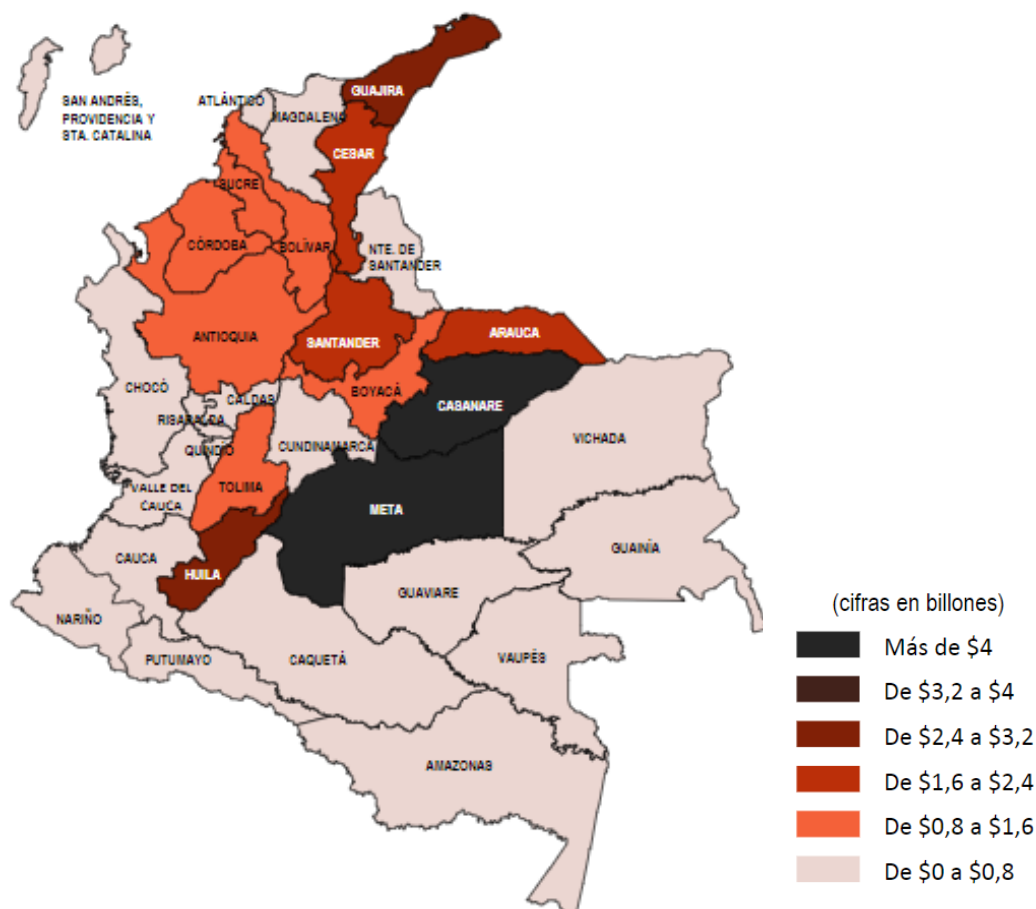 SAN ANDRÉS,
PROVIDENCIA Y
STA. CATALINA
ATLÁNTICO
MAGDALENA
GUAJIRA
CESAR
SUCRE
CÓRDOBA
BOLÍVAR
NTE. DE
SANTANDER
ANTIOQUIA
SANTANDER
ARAUCA
CHOCÓ
CALDAS
BOYACÁ
CASANARE
RISARALDA
QUINDÍO
CUNDINAMARCA
VICHADA
VALLE DEL
CAUCA
TOLIMA
META
CAUCA
HUILA
GUAINÍA
NARIÑO
GUAVIARE
PUTUMAYO
CAQUETÁ
VAUPÉS
AMAZONAS
(cifras en billones)
Más de $4
De $3,2 a $4
De $2,4 a $3,2
De $1,6 a $2,4
De $0,8 a $1,6
De $0 a $0,8